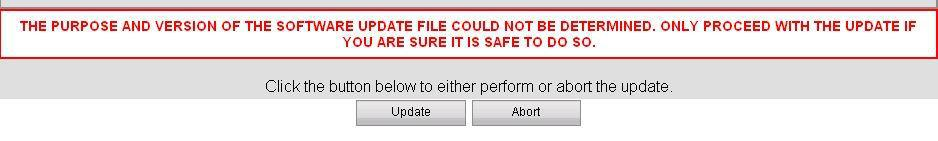 THE PURPOSE AND VERSION OF THE SOFTWARE UPDATE FILE COULD NOT BE DETERMINED. ONLY PROCEED WITH THE UPDATE IF
YOU ARE SURE IT IS SAFE TO DO SO.
Click the button below to either perform or abort the update.
Update Abort